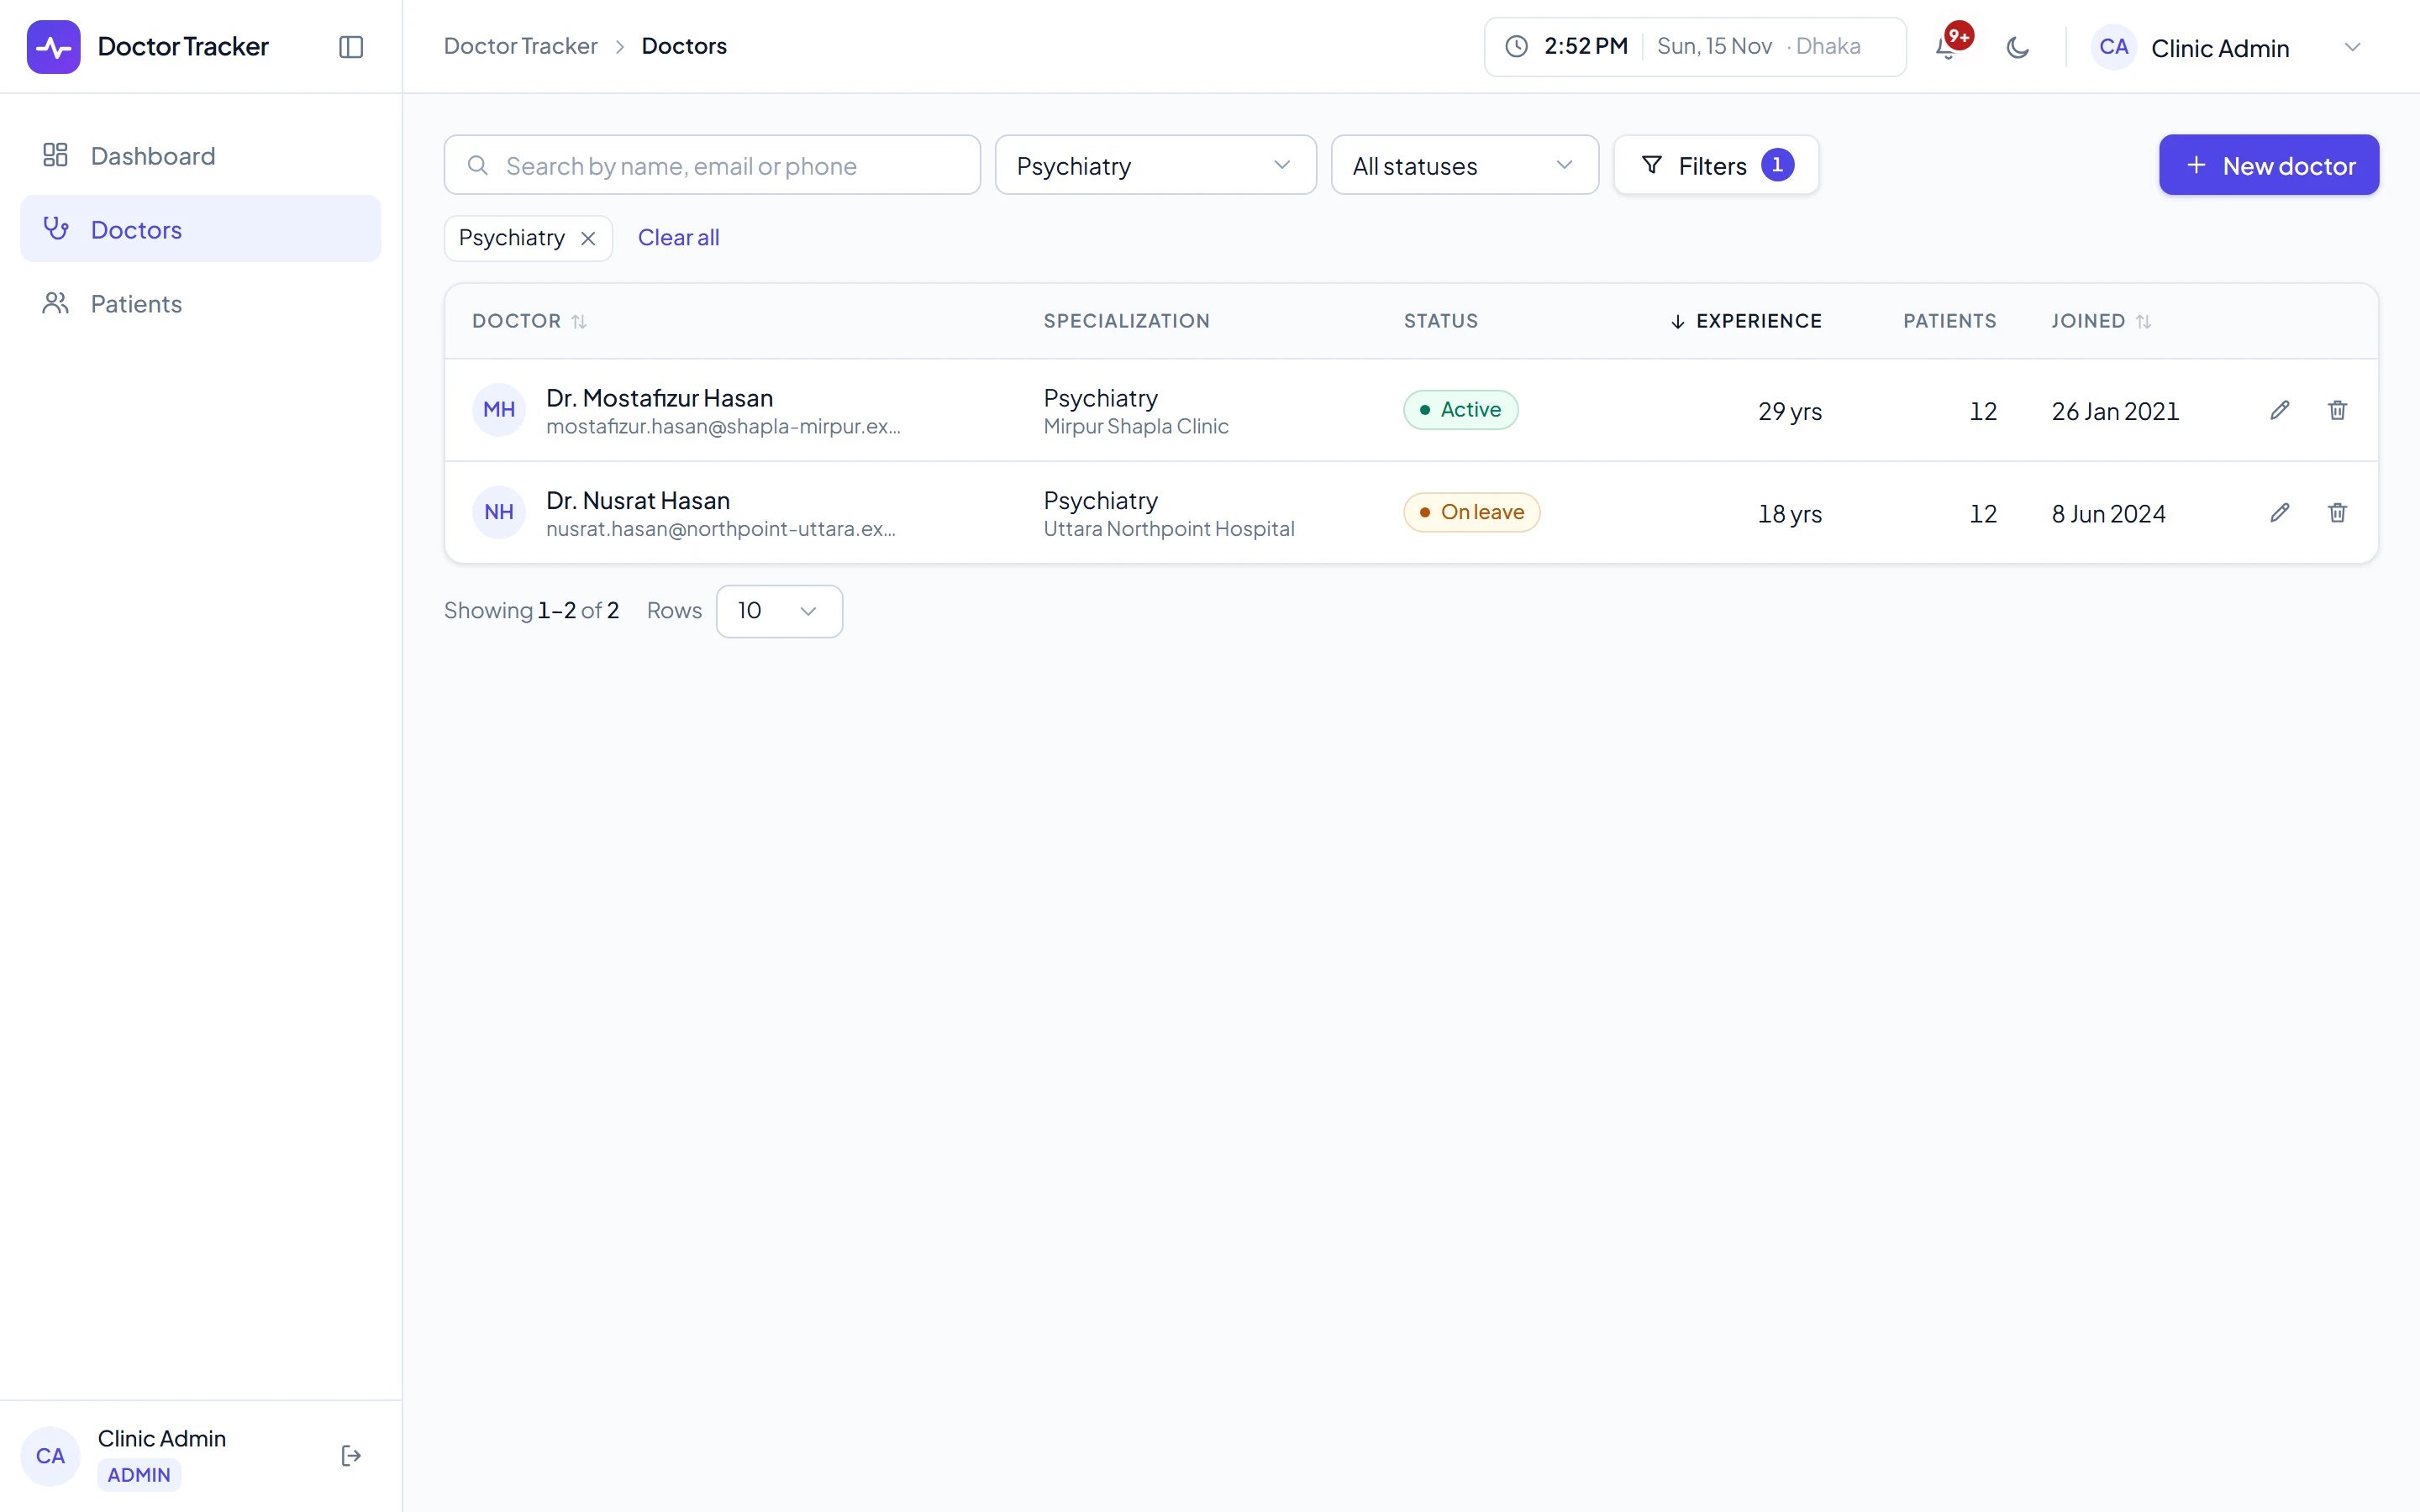 Doctor Tracker
Doctor Tracker > Doctors
2:52 PM Sun, 15 Nov · Dhaka
9+
CA Clinic Admin
Dashboard
Doctors
Patients
Search by name, email or phone
Psychiatry
All statuses
Filters 1
+ New doctor
Psychiatry ×
Clear all
DOCTOR SPECIALIZATION STATUS ↓ EXPERIENCE PATIENTS JOINED
MH Dr. Mostafizur Hasan Psychiatry Active 29 yrs 12 26 Jan 2021
mostafizur.hasan@shapla-mirpur.ex... Mirpur Shapla Clinic
NH Dr. Nusrat Hasan Psychiatry On leave 18 yrs 12 8 Jun 2024
nusrat.hasan@northpoint-uttara.ex... Uttara Northpoint Hospital
Showing 1–2 of 2 Rows 10
CA Clinic Admin
ADMIN